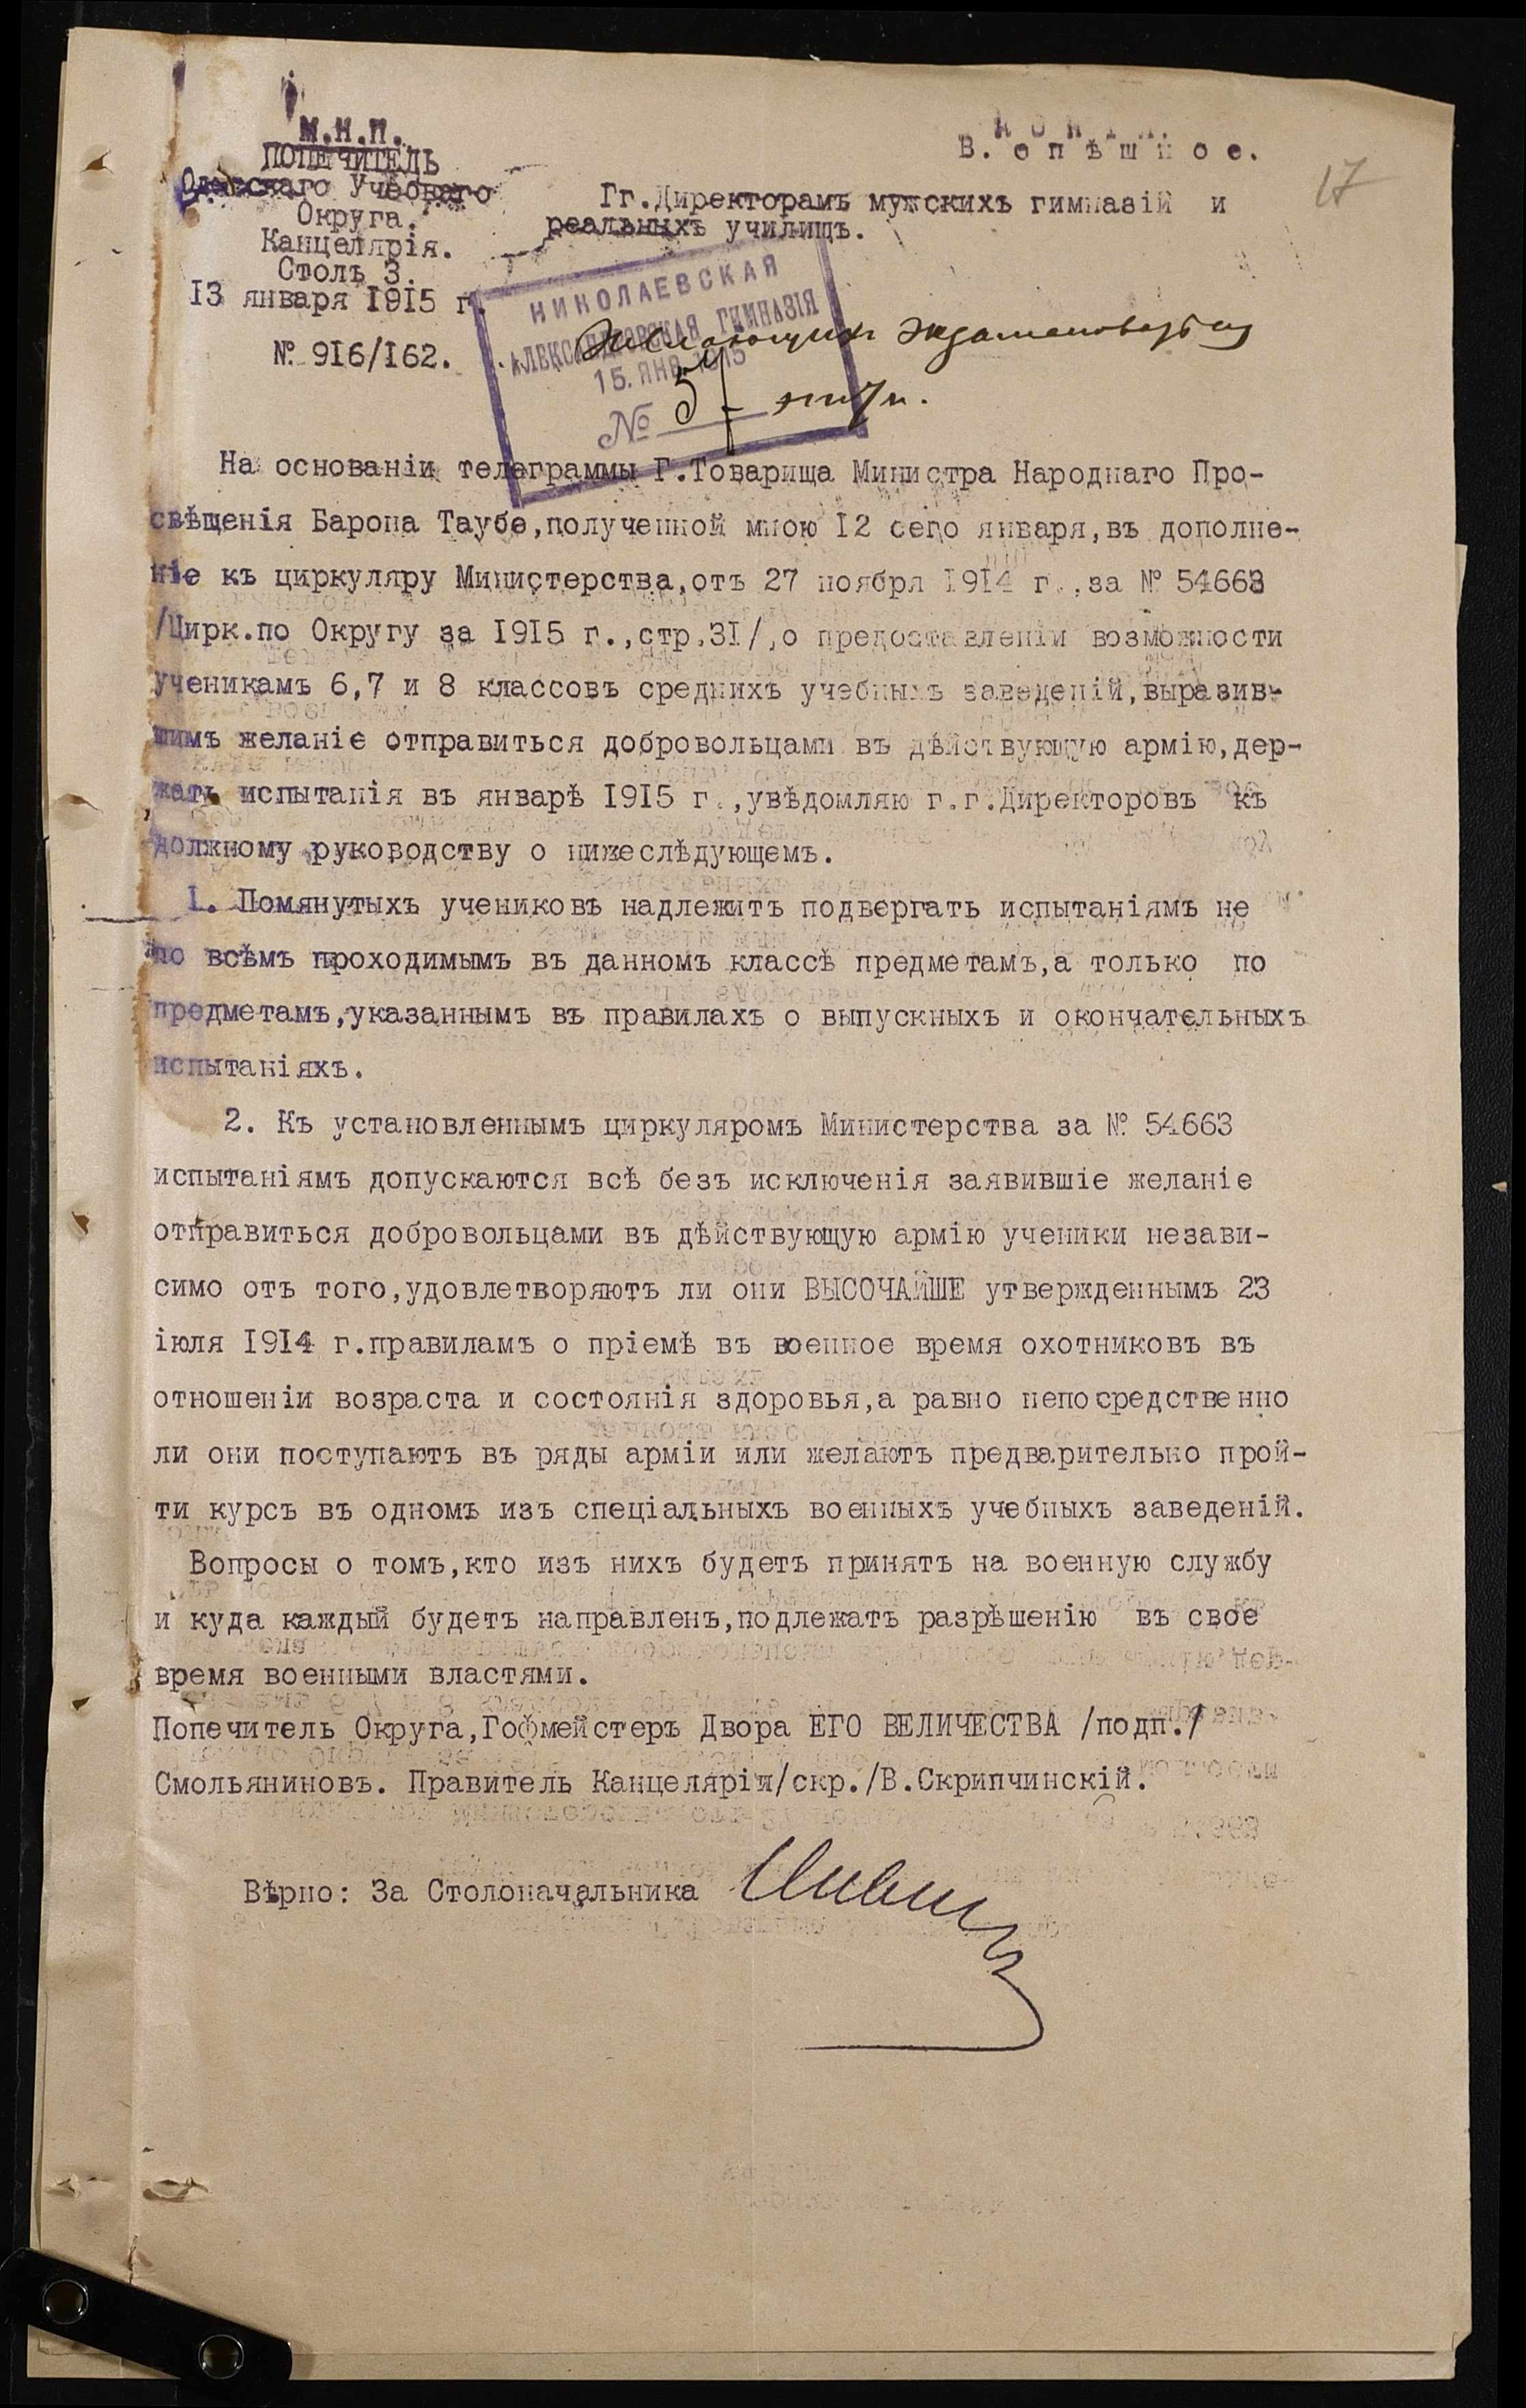 М.Н.П.
ПОПЕЧИТЕЛЬ
Одесскаго Учебнаго
Округа.
Канцелярія.
Столъ 3.
13 января 1915 г.
№ 916/162.
Копія.
В. спѣшное.
17
Гг.Директорамъ мужскихъ гимназій и
реальныхъ училищъ.
НИКОЛАЕВСКАЯ
АЛЕКСАНДРОВСКАЯ ГИМНАЗІЯ
15. ЯНВ. 1915
№ 57
Желающихъ экзаменоваться
На основаніи телеграммы Г.Товарища Министра Народнаго Про-
свѣщенія Барона Таубе,полученной мною 12 сего января,въ дополне-
ніе къ циркуляру Министерства,отъ 27 ноября 1914 г.,за № 54663
/Цирк.по Округу за 1915 г.,стр.31/,о предоставленіи возможности
ученикамъ 6,7 и 8 классовъ среднихъ учебныхъ заведеній,выразив-
шимъ желаніе отправиться добровольцами въ дѣйствующую армію,дер-
жать испытанія въ январѣ 1915 г.,увѣдомляю г.г.Директоровъ къ
должному руководству о нижеслѣдующемъ.
1. Помянутыхъ учениковъ надлежитъ подвергать испытаніямъ не
по всѣмъ проходимымъ въ данномъ классѣ предметамъ,а только по
предметамъ,указаннымъ въ правилахъ о выпускныхъ и окончательныхъ
испытаніяхъ.
2. Къ установленнымъ циркуляромъ Министерства за № 54663
испытаніямъ допускаются всѣ безъ исключенія заявившіе желаніе
отправиться добровольцами въ дѣйствующую армію ученики незави-
симо отъ того,удовлетворяютъ ли они ВЫСОЧАЙШЕ утвержденнымъ 23
іюля 1914 г.правиламъ о пріемѣ въ военное время охотниковъ въ
отношеніи возраста и состоянія здоровья,а равно непосредственно
ли они поступаютъ въ ряды арміи или желаютъ предварительно прой-
ти курсъ въ одномъ изъ спеціальныхъ военныхъ учебныхъ заведеній.
Вопросы о томъ,кто изъ нихъ будетъ принятъ на военную службу
и куда каждый будетъ направленъ,подлежатъ разрѣшенію въ свое
время военными властями.
Попечитель Округа,Гофмейстеръ Двора ЕГО ВЕЛИЧЕСТВА /подп./
Смольяниновъ. Правитель Канцеляріи/скр./В.Скрипчинскій.
Вѣрно: За Столоначальника